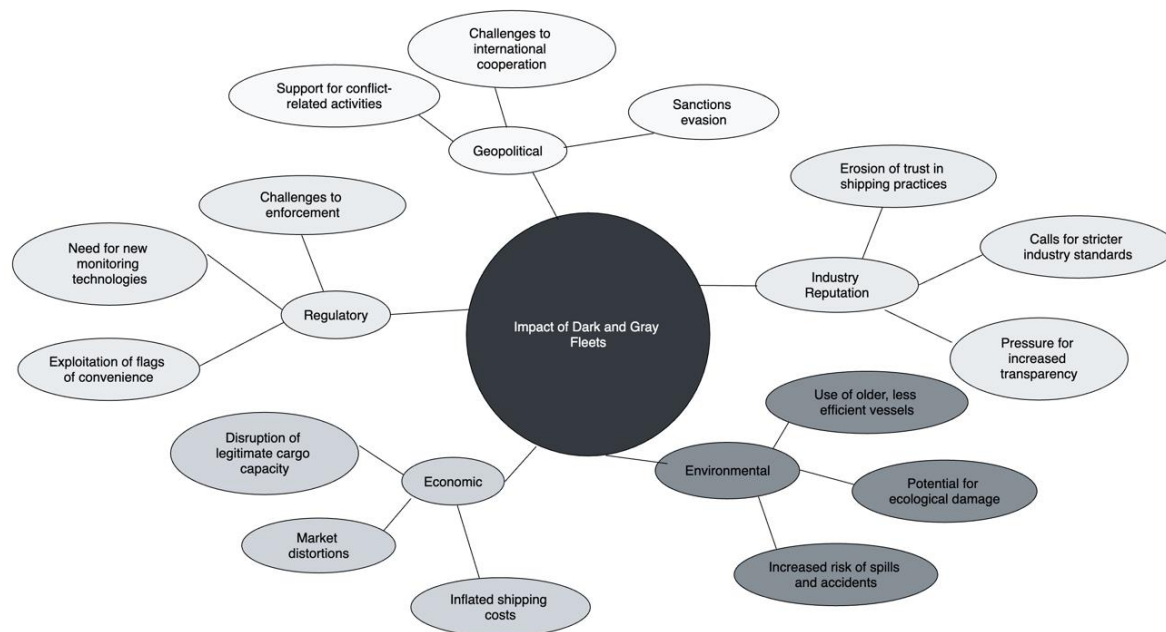 Challenges to
international
cooperation
Support for conflict-
related activities
Sanctions
evasion
Geopolitical
Erosion of trust in
shipping practices
Challenges to
enforcement
Need for new
monitoring
technologies
Calls for stricter
industry standards
Industry
Reputation
Regulatory
Impact of Dark and Gray
Fleets
Exploitation of flags
of convenience
Pressure for
increased
transparency
Use of older, less
efficient vessels
Disruption of
legitimate cargo
capacity
Economic
Environmental
Potential for
ecological damage
Market
distortions
Increased risk of spills
and accidents
Inflated shipping
costs